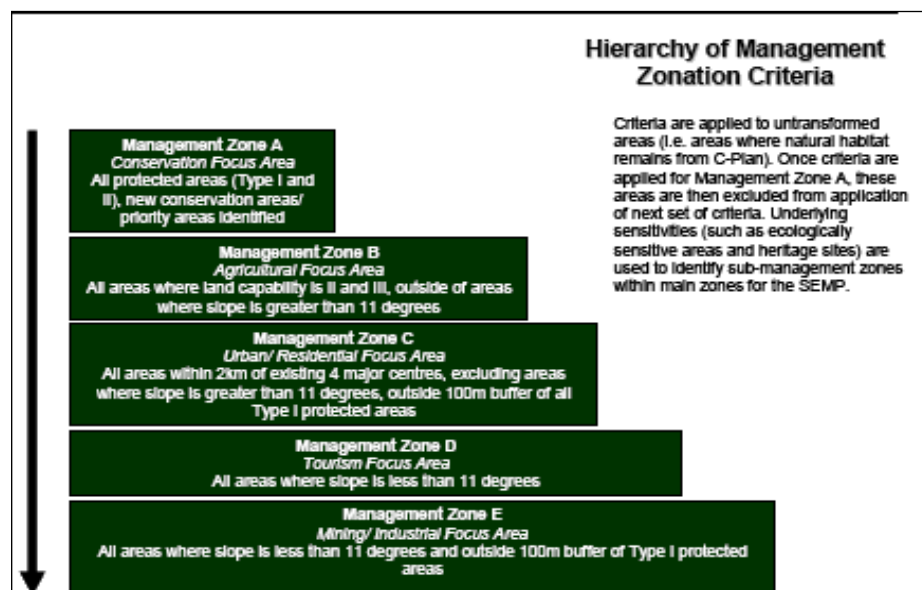 Hierarchy of Management
Zonation Criteria
Criteria are applied to untransformed
areas (i.e. areas where natural habitat
remains from C-Plan). Once criteria are
applied for Management Zone A, these
areas are then excluded from application
of next set of criteria. Underlying
sensitivities (such as ecologically
sensitive areas and heritage sites) are
used to identify sub-management zones
within main zones for the SEMP.
Management Zone A
Conservation Focus Area
All protected areas (Type I and
II), new conservation areas/
priority areas identified
Management Zone B
Agricultural Focus Area
All areas where land capability is II and III, outside of areas
where slope is greater than 11 degrees
Management Zone C
Urban/ Residential Focus Area
All areas within 2km of existing 4 major centres, excluding areas
where slope is greater than 11 degrees, outside 100m buffer of all
Type I protected areas
Management Zone D
Tourism Focus Area
All areas where slope is less than 11 degrees
Management Zone E
Mining/ Industrial Focus Area
All areas where slope is less than 11 degrees and outside 100m buffer of Type I protected
areas